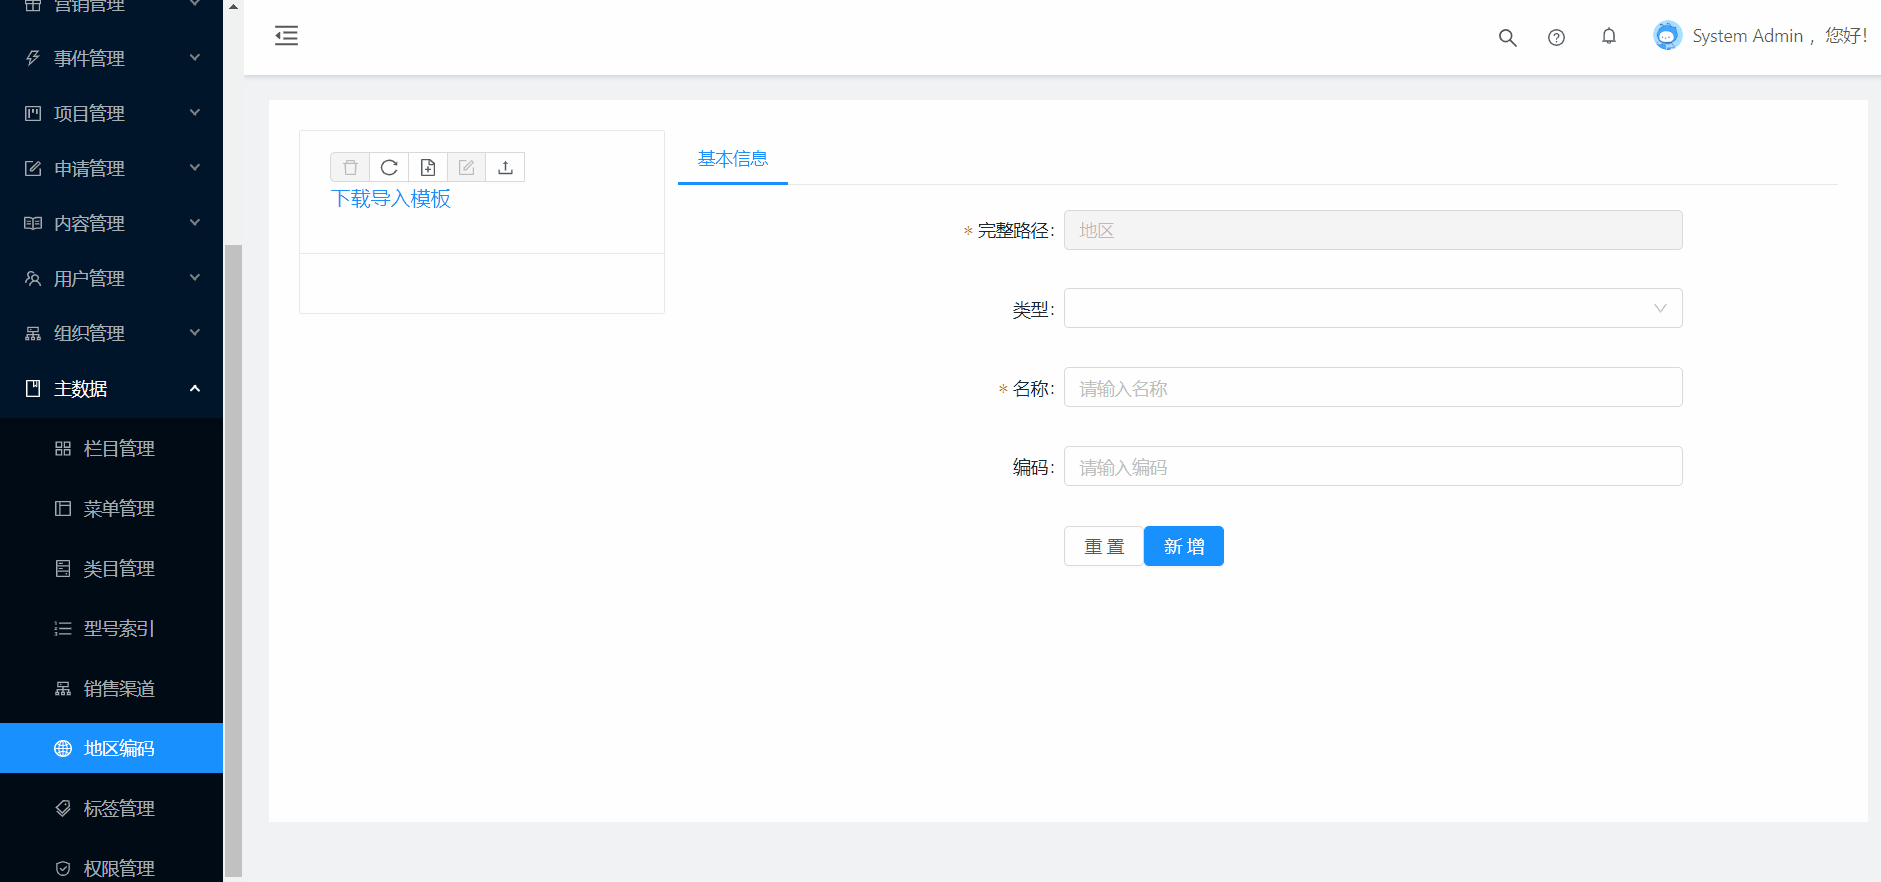 营销管理
事件管理
项目管理
申请管理
内容管理
用户管理
组织管理
主数据
栏目管理
菜单管理
类目管理
型号索引
销售渠道
地区编码
标签管理
权限管理
System Admin ，您好!
下载导入模板
基本信息
* 完整路径: 地区
类型:
* 名称: 请输入名称
编码: 请输入编码
重 置 新 增